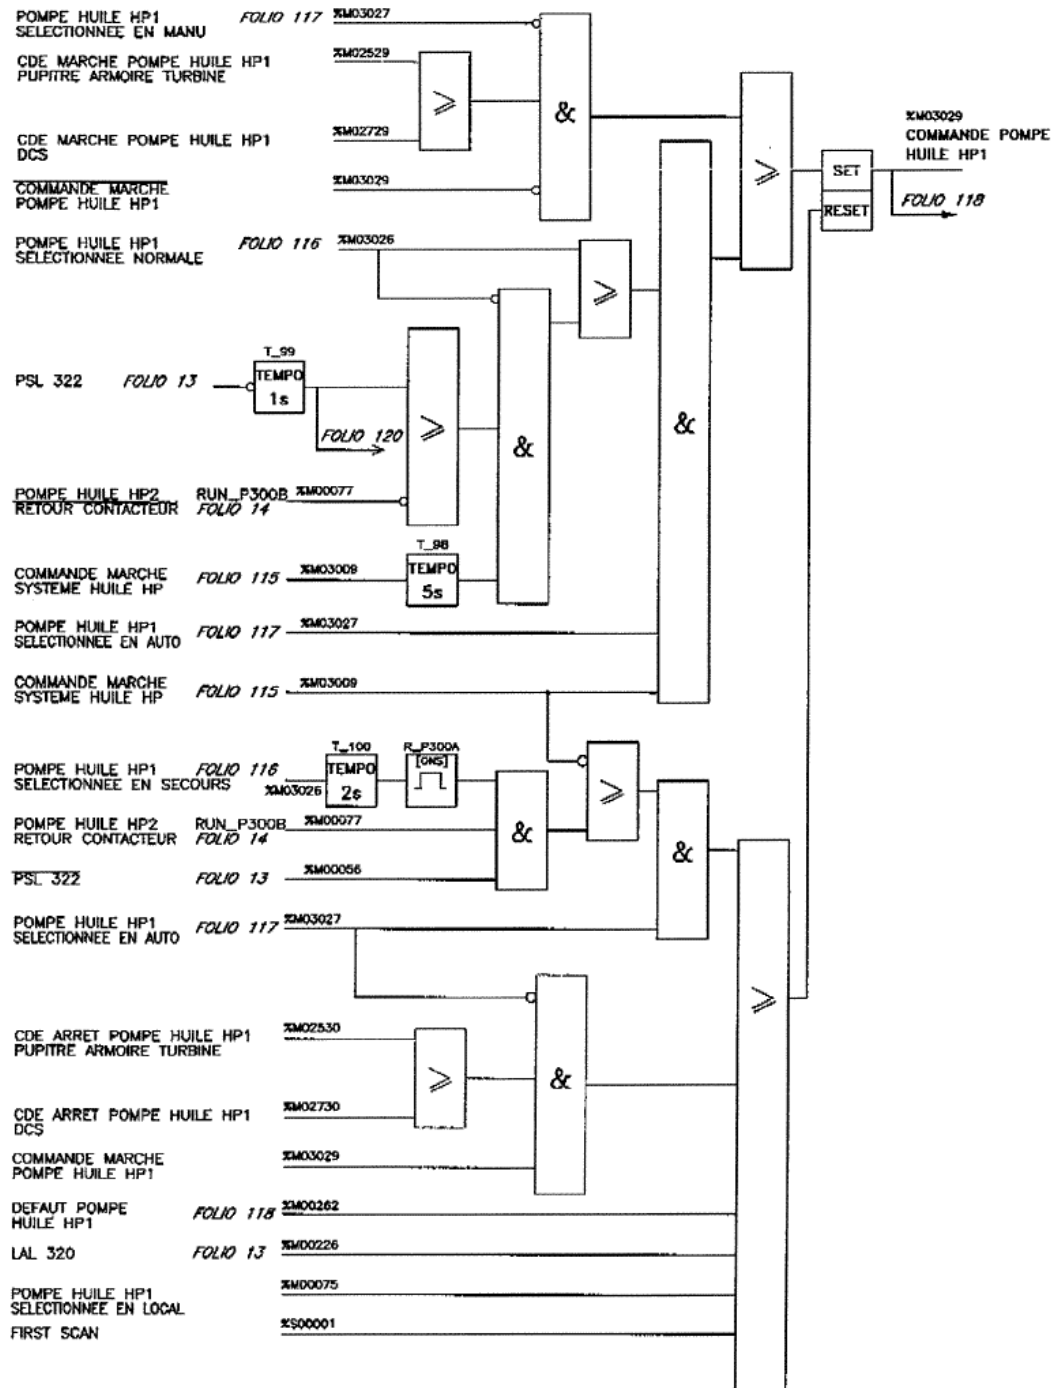 POMPE HUILE HP1 FOLIO 117 %M03027
SELECTIONNEE EN MANU
CDE MARCHE POMPE HUILE HP1 %M02529
PUPITRE ARMOIRE TURBINE
≥
&
CDE MARCHE POMPE HUILE HP1 %M02729
DCS
COMMANDE MARCHE %M03029
POMPE HUILE HP1
≥
%M03029
COMMANDE POMPE
HUILE HP1
SET
RESET
FOLIO 118
POMPE HUILE HP1 FOLIO 116 %M03026
SELECTIONNEE NORMALE
≥
T_99
PSL 322 FOLIO 13 TEMPO
1s
FOLIO 120
≥
&
&
POMPE HUILE HP2 RUN_P300B %M00077
RETOUR CONTACTEUR FOLIO 14
T_98
COMMANDE MARCHE FOLIO 115 %M03009 TEMPO
SYSTEME HUILE HP 5s
POMPE HUILE HP1 FOLIO 117 %M03027
SELECTIONNEE EN AUTO
COMMANDE MARCHE FOLIO 115 %M03009
SYSTEME HUILE HP
T_100 R_P300A
POMPE HUILE HP1 FOLIO 116 TEMPO [ONS]
SELECTIONNEE EN SECOURS %M03026 2s
≥
POMPE HUILE HP2 RUN_P300B %M00077
RETOUR CONTACTEUR FOLIO 14
&
&
PSL 322 FOLIO 13 %M00056
POMPE HUILE HP1 FOLIO 117 %M03027
SELECTIONNEE EN AUTO
≥
CDE ARRET POMPE HUILE HP1 %M02530
PUPITRE ARMOIRE TURBINE
≥
&
CDE ARRET POMPE HUILE HP1 %M02730
DCS
COMMANDE MARCHE %M03029
POMPE HUILE HP1
DEFAUT POMPE FOLIO 118 %M00262
HUILE HP1
LAL 320 FOLIO 13 %M00226
POMPE HUILE HP1 %M00075
SELECTIONNEE EN LOCAL
FIRST SCAN %S00001